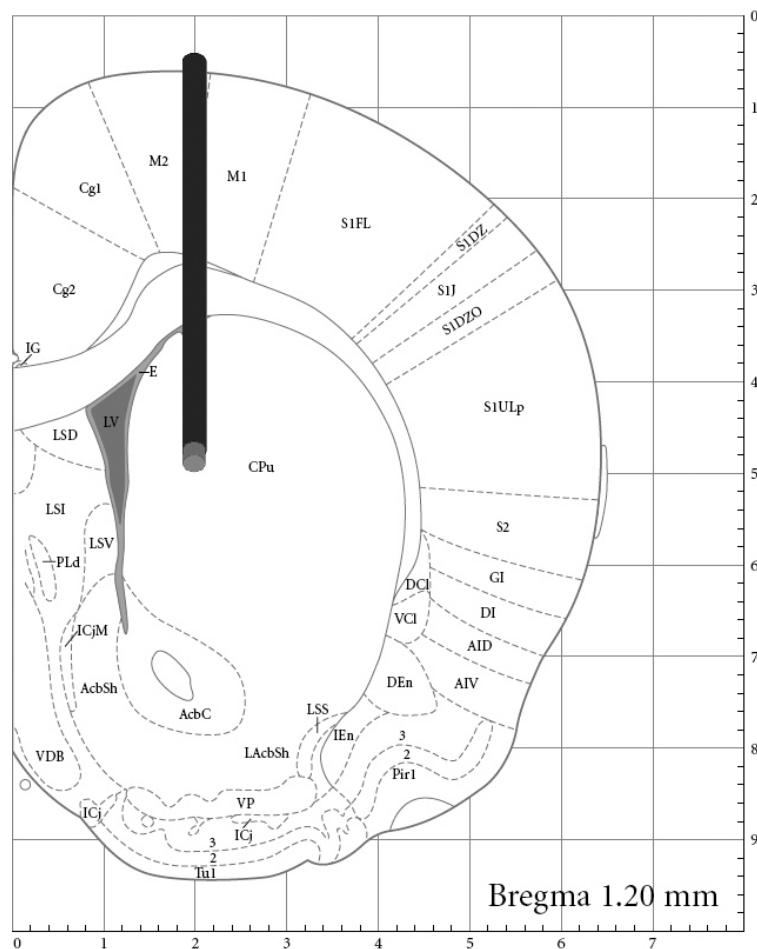 0
1
M2
M1
Cg1
2
S1FL
S1DZ
S1J
Cg2
3
S1DZO
IG
E
4
LV
S1ULp
LSD
CPu
5
LSI
S2
LSV
PLd
GI
6
DCl
DI
VCl
ICjM
AID
7
AcbSh
DEn
AIV
AcbC
LSS
IEn
3
VDB
LAcbSh
2
8
Pir1
VP
ICj
ICj
3
9
2
Tu1
Bregma 1.20 mm
0 1 2 3 4 5 6 7